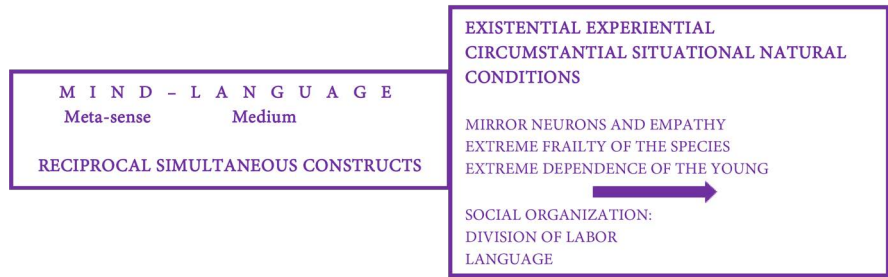 M I N D – L A N G U A G E
Meta-sense Medium
RECIPROCAL SIMULTANEOUS CONSTRUCTS
EXISTENTIAL EXPERIENTIAL
CIRCUMSTANTIAL SITUATIONAL NATURAL
CONDITIONS
MIRROR NEURONS AND EMPATHY
EXTREME FRAILTY OF THE SPECIES
EXTREME DEPENDENCE OF THE YOUNG
SOCIAL ORGANIZATION:
DIVISION OF LABOR
LANGUAGE